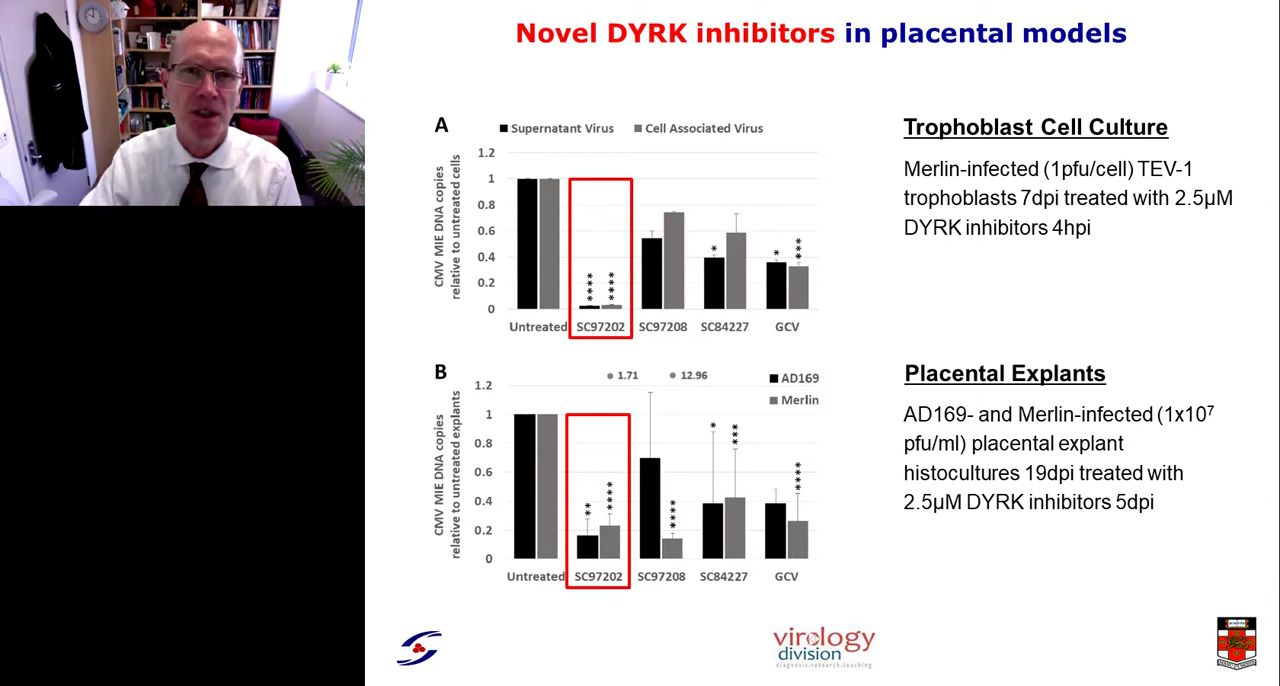 Novel DYRK inhibitors in placental models
A
Supernatant Virus
Cell Associated Virus
CMV MIE DNA copies
relative to untreated cells
1.2
1
0.8
0.6
0.4
0.2
0
****
****
*
*
***
Untreated
SC97202
SC97208
SC84227
GCV
Trophoblast Cell Culture
Merlin-infected (1pfu/cell) TEV-1
trophoblasts 7dpi treated with 2.5µM
DYRK inhibitors 4hpi
B
1.71
12.96
AD169
Merlin
CMV MIE DNA copies
relative to untreated explants
1.2
1
0.8
0.6
0.4
0.2
0
**
****
****
*
***
****
Untreated
SC97202
SC97208
SC84227
GCV
Placental Explants
AD169- and Merlin-infected (1x10⁷
pfu/ml) placental explant
histocultures 19dpi treated with
2.5µM DYRK inhibitors 5dpi
virology
division
diagnosis.research.teaching